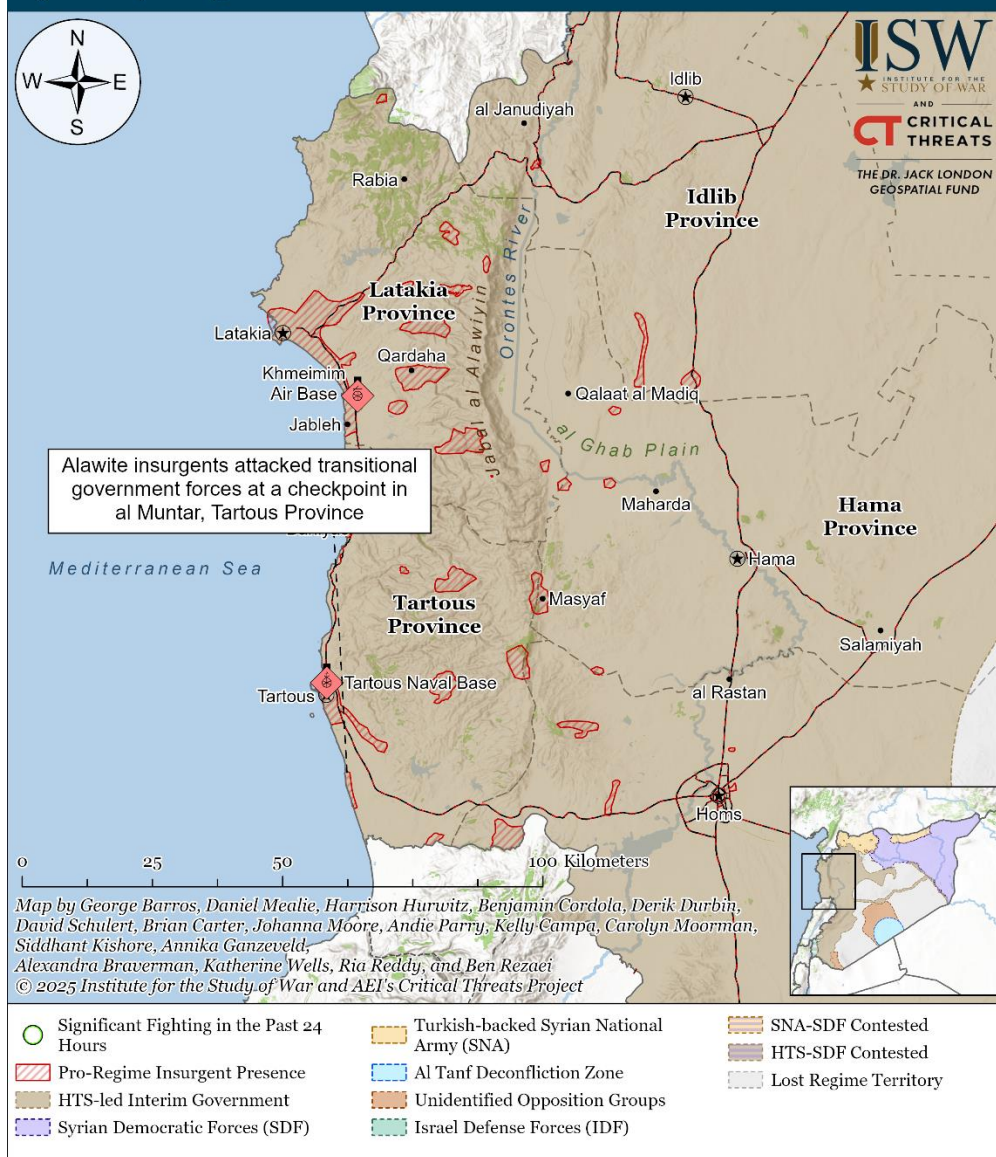 N
W E
S
ISW
INSTITUTE FOR THE
STUDY OF WAR
AND
CT CRITICAL
THREATS
THE DR. JACK LONDON
GEOSPATIAL FUND
Idlib
al Janudiyah
Rabia
Idlib
Province
Orontes River
Latakia
Province
Latakia
Jabal al Alawiyin
Qardaha
Khmeimim
Air Base
Qalaat al Madiq
Jableh
al Ghab Plain
Alawite insurgents attacked transitional
government forces at a checkpoint in
al Muntar, Tartous Province
Maharda
Hama
Province
Hama
Mediterranean Sea
Tartous
Province
Masyaf
Salamiyah
Tartous Naval Base
Tartous
al Rastan
Homs
0 25 50 100 Kilometers
Map by George Barros, Daniel Mealie, Harrison Hurwitz, Benjamin Cordola, Derik Durbin,
David Schulert, Brian Carter, Johanna Moore, Andie Parry, Kelly Campa, Carolyn Moorman,
Siddhant Kishore, Annika Ganzeveld,
Alexandra Braverman, Katherine Wells, Ria Reddy, and Ben Rezaei
© 2025 Institute for the Study of War and AEI's Critical Threats Project
Significant Fighting in the Past 24
Hours
Pro-Regime Insurgent Presence
HTS-led Interim Government
Syrian Democratic Forces (SDF)
Turkish-backed Syrian National
Army (SNA)
Al Tanf Deconfliction Zone
Unidentified Opposition Groups
Israel Defense Forces (IDF)
SNA-SDF Contested
HTS-SDF Contested
Lost Regime Territory